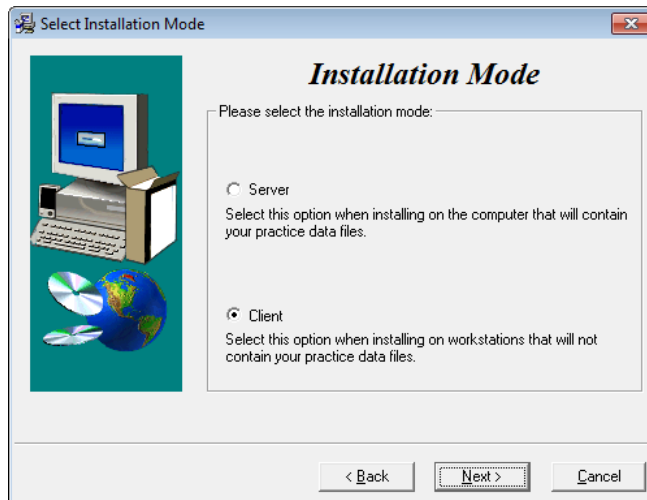 Select Installation Mode
Installation Mode
Please select the installation mode:
Server
Select this option when installing on the computer that will contain
your practice data files.
Client
Select this option when installing on workstations that will not
contain your practice data files.
< Back
Next >
Cancel